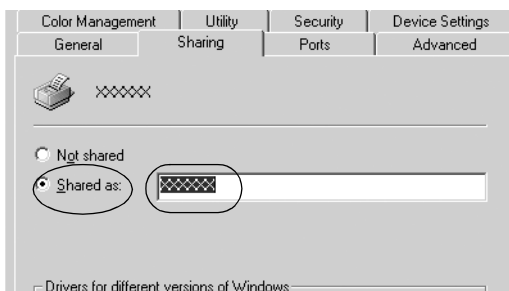 Color Management Utility Security Device Settings
General Sharing Ports Advanced
XXXXXX
Not shared
Shared as: XXXXXX
Drivers for different versions of Windows